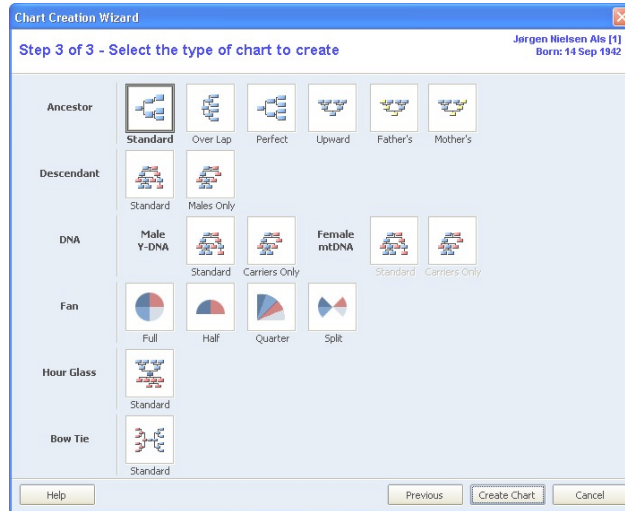 Chart Creation Wizard
Step 3 of 3 - Select the type of chart to create
Jørgen Nielsen Als [1]
Born: 14 Sep 1942
Ancestor
Standard Over Lap Perfect Upward Father's Mother's
Descendant
Standard Males Only
DNA
Male
Y-DNA
Standard Carriers Only
Female
mtDNA
Standard Carriers Only
Fan
Full Half Quarter Split
Hour Glass
Standard
Bow Tie
Standard
Help Previous Create Chart Cancel